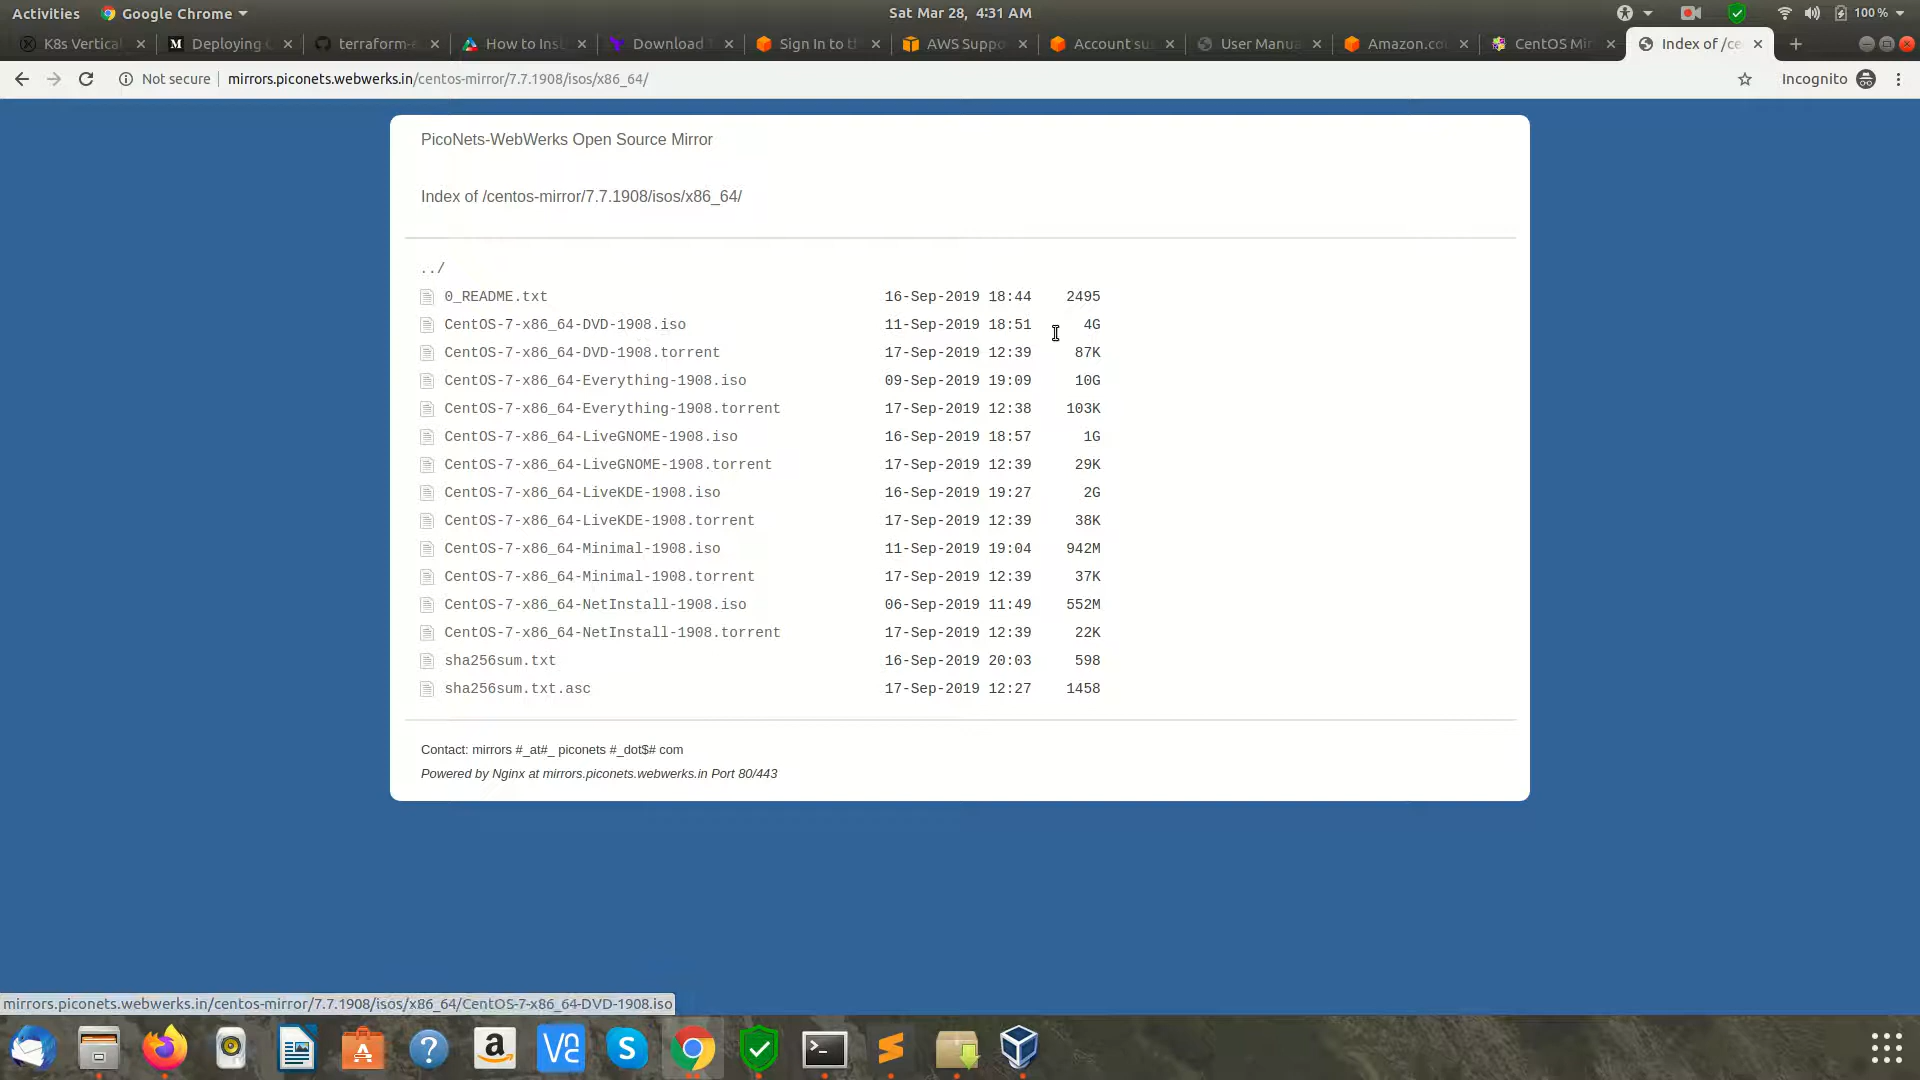 Activities Google Chrome Sat Mar 28, 4:31 AM 100 %
K8s Vertical Deploying C terraform-e How to Inst Download Sign In to t AWS Suppo Account su User Manua Amazon.co CentOS Mir Index of /ce
Not secure mirrors.piconets.webwerks.in/centos-mirror/7.7.1908/isos/x86_64/ Incognito
PicoNets-WebWerks Open Source Mirror
Index of /centos-mirror/7.7.1908/isos/x86_64/
../
0_README.txt 16-Sep-2019 18:44 2495
CentOS-7-x86_64-DVD-1908.iso 11-Sep-2019 18:51 4G
CentOS-7-x86_64-DVD-1908.torrent 17-Sep-2019 12:39 87K
CentOS-7-x86_64-Everything-1908.iso 09-Sep-2019 19:09 10G
CentOS-7-x86_64-Everything-1908.torrent 17-Sep-2019 12:38 103K
CentOS-7-x86_64-LiveGNOME-1908.iso 16-Sep-2019 18:57 1G
CentOS-7-x86_64-LiveGNOME-1908.torrent 17-Sep-2019 12:39 29K
CentOS-7-x86_64-LiveKDE-1908.iso 16-Sep-2019 19:27 2G
CentOS-7-x86_64-LiveKDE-1908.torrent 17-Sep-2019 12:39 38K
CentOS-7-x86_64-Minimal-1908.iso 11-Sep-2019 19:04 942M
CentOS-7-x86_64-Minimal-1908.torrent 17-Sep-2019 12:39 37K
CentOS-7-x86_64-NetInstall-1908.iso 06-Sep-2019 11:49 552M
CentOS-7-x86_64-NetInstall-1908.torrent 17-Sep-2019 12:39 22K
sha256sum.txt 16-Sep-2019 20:03 598
sha256sum.txt.asc 17-Sep-2019 12:27 1458
Contact: mirrors #_at#_ piconets #_dot$# com
Powered by Nginx at mirrors.piconets.webwerks.in Port 80/443
mirrors.piconets.webwerks.in/centos-mirror/7.7.1908/isos/x86_64/CentOS-7-x86_64-DVD-1908.iso